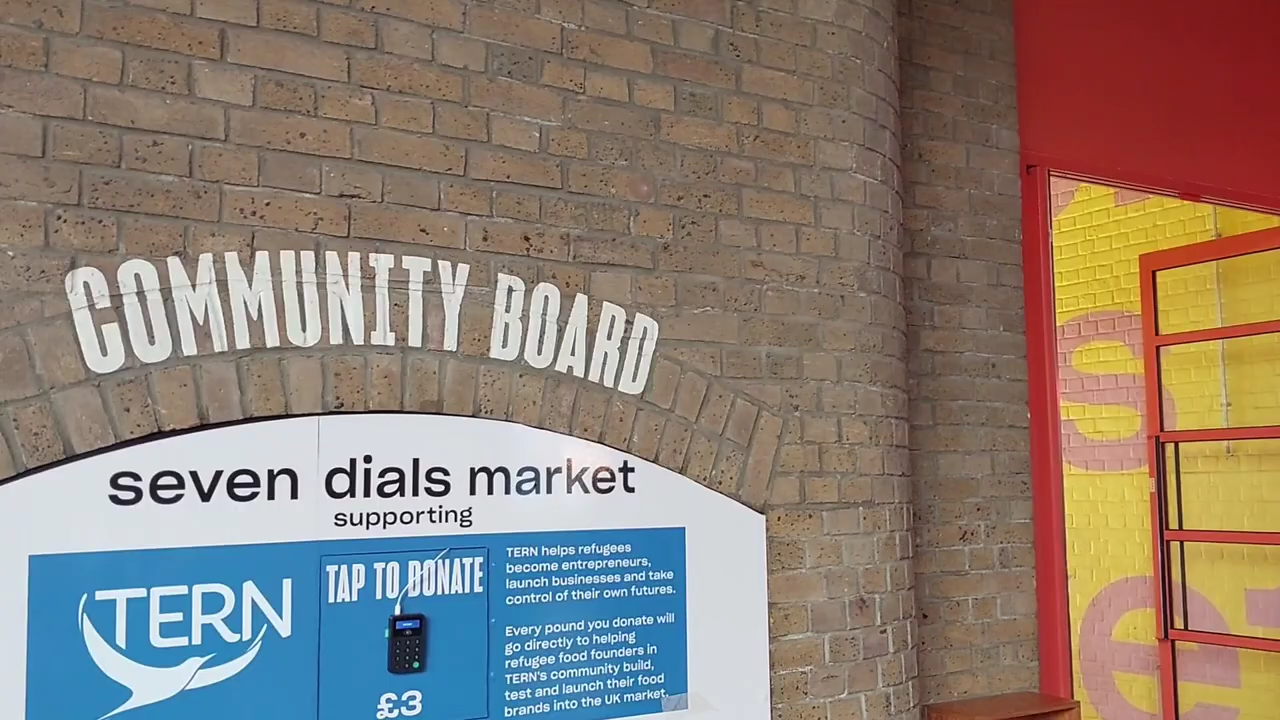 COMMUNITY BOARD
seven dials market
supporting
TERN
TAP TO DONATE
£3
TERN helps refugees
become entrepreneurs,
launch businesses and take
control of their own futures.
Every pound you donate will
go directly to helping
refugee food founders in
TERN's community build,
test and launch their food
brands into the UK market.
s
e